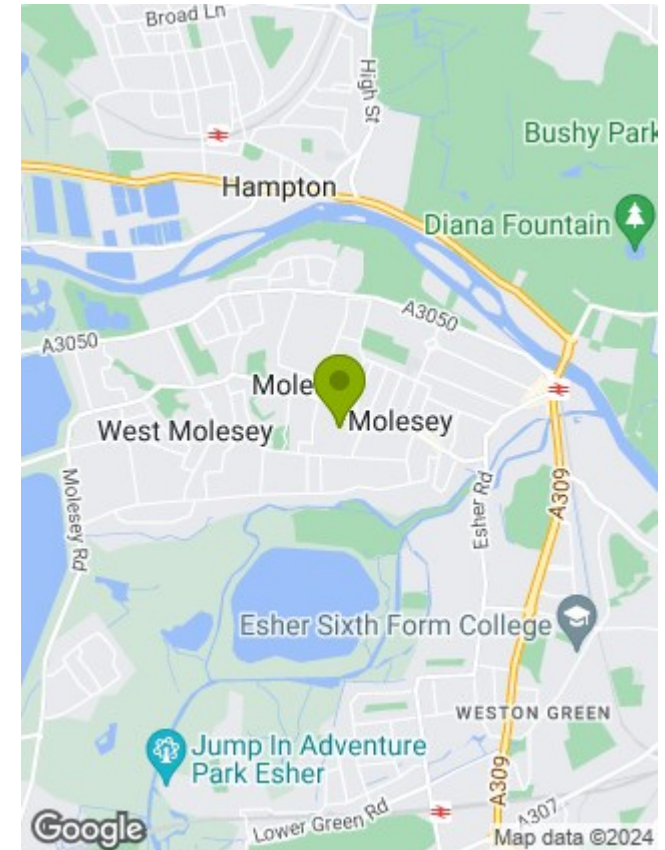 Broad Ln
High St
Bushy Park
Hampton
Diana Fountain
A3050
A3050
Mole
Molesey
West Molesey
Molesey Rd
Esher Rd
A309
Esher Sixth Form College
WESTON GREEN
Jump In Adventure
Park Esher
A309
A307
Lower Green Rd
Google
Map data ©2024